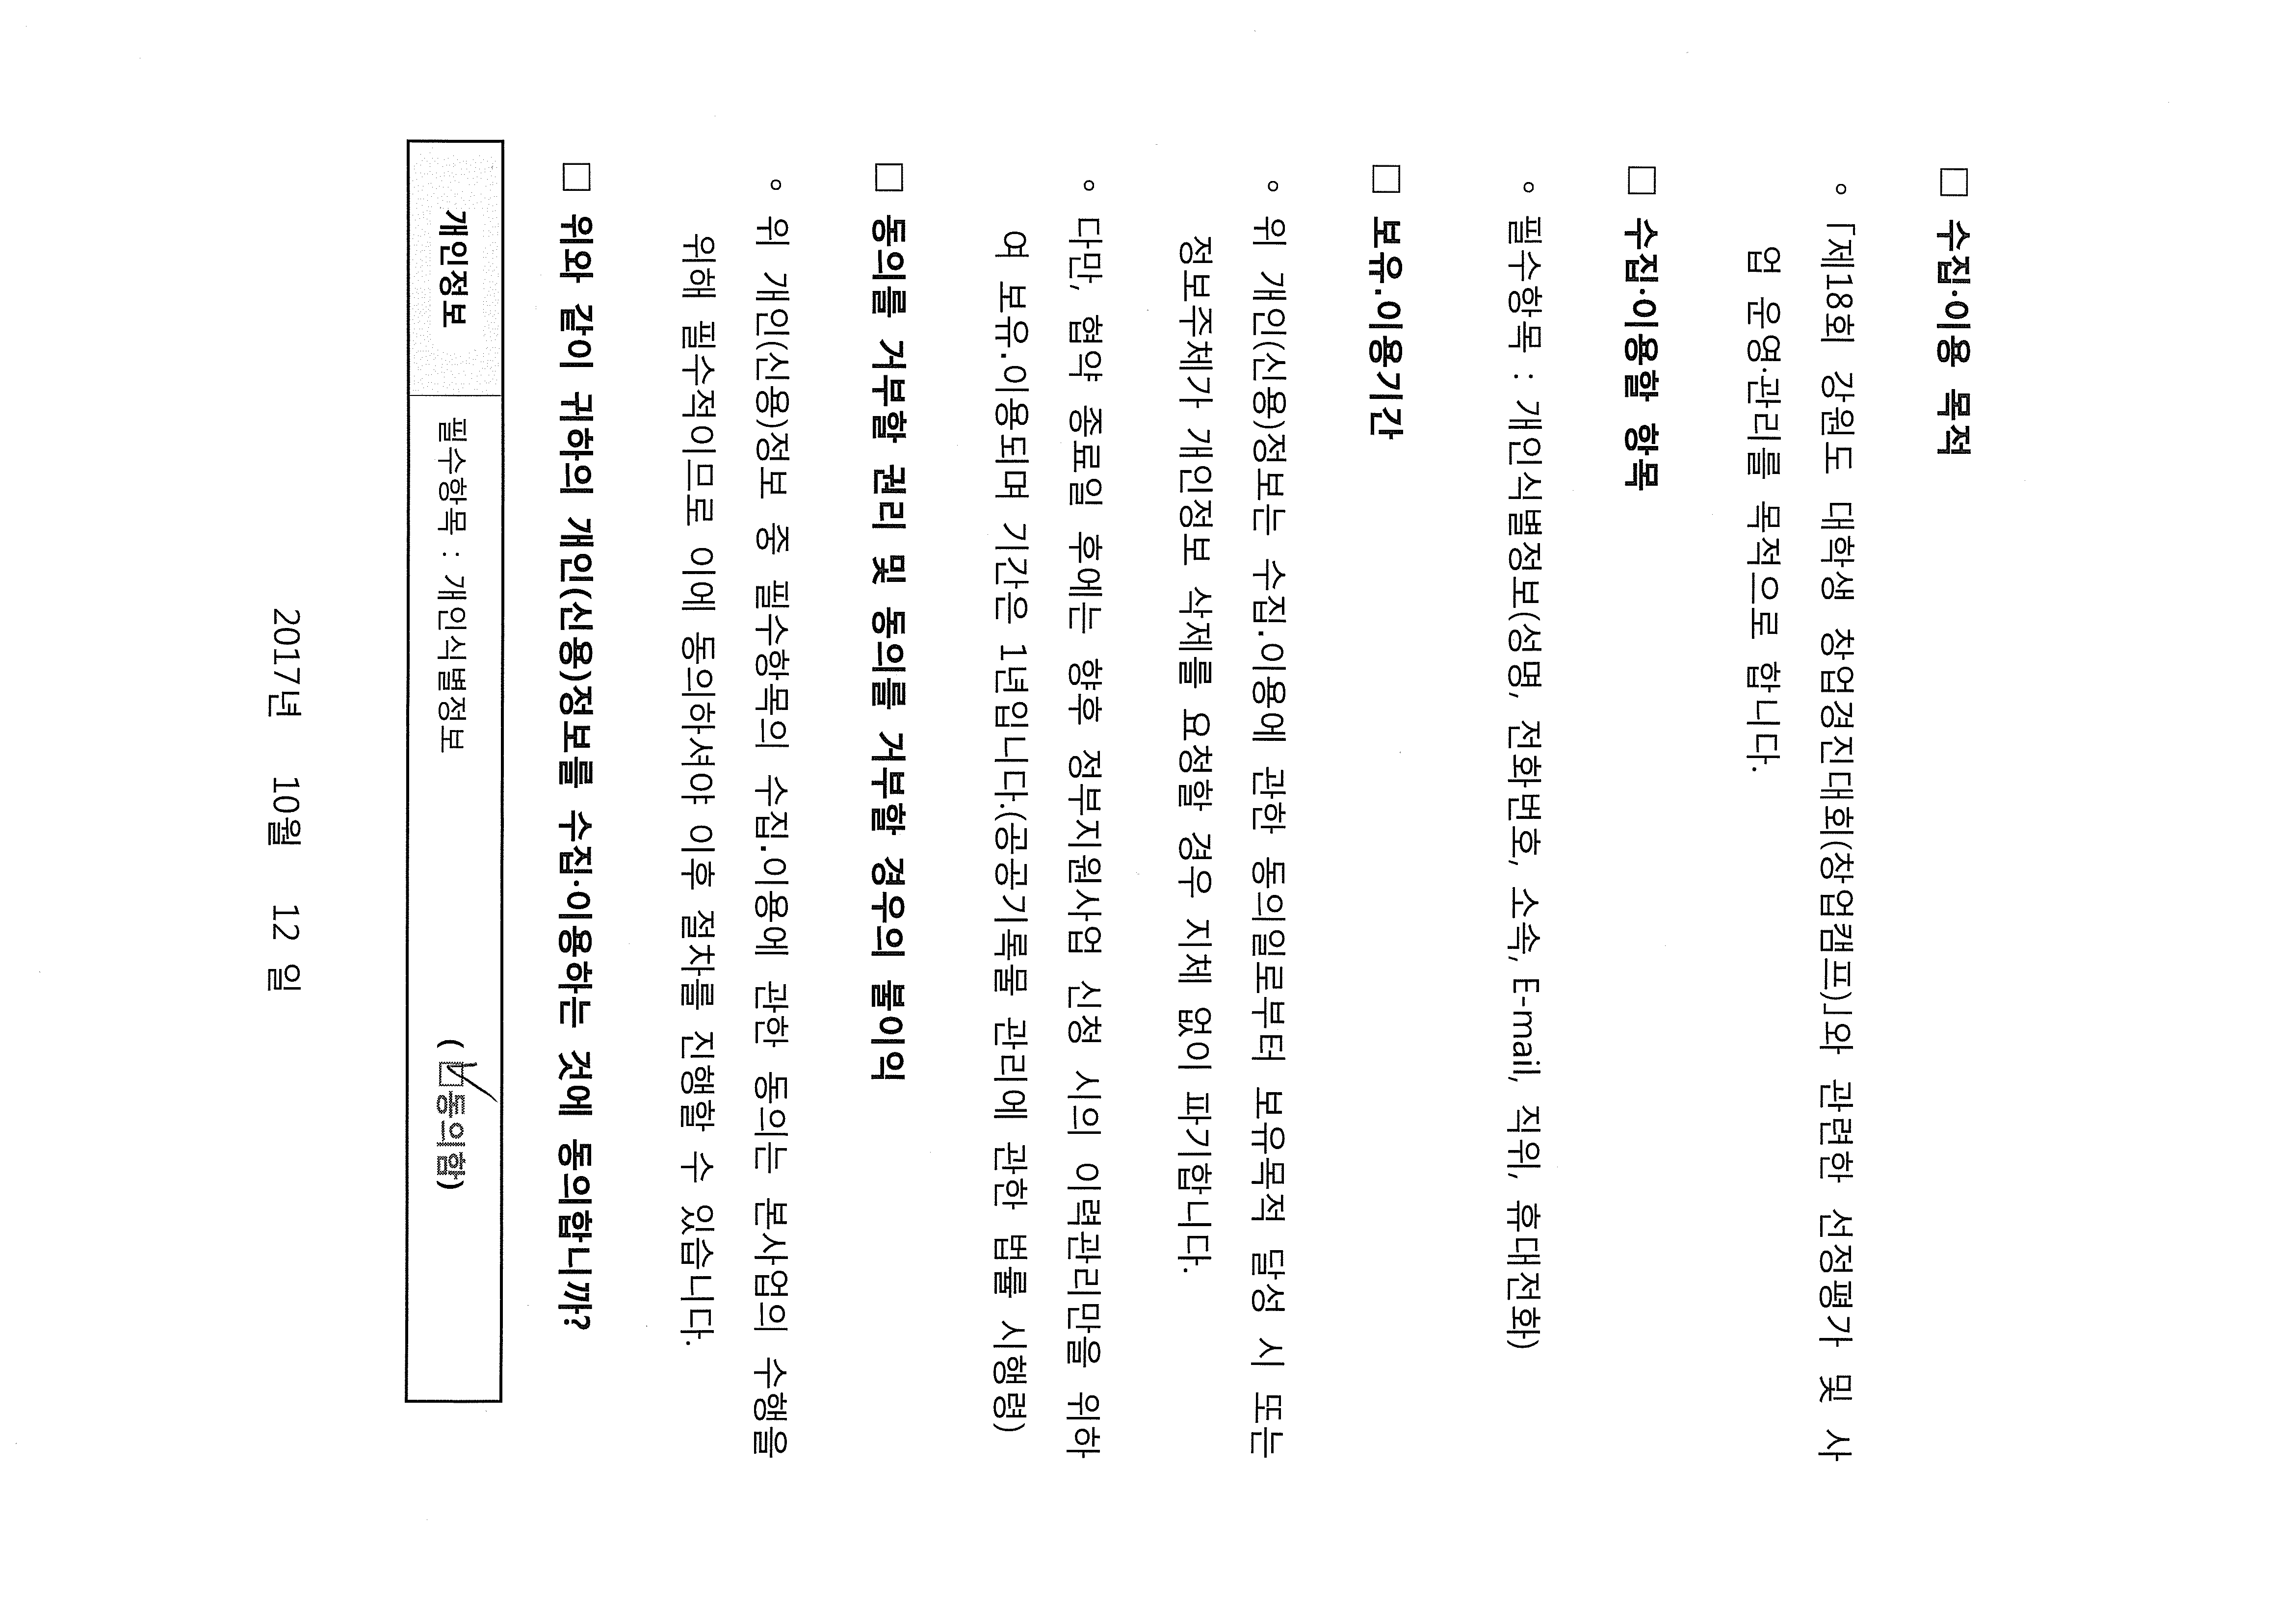 □ 수집·이용 목적
◦ ｢제18회 강원도 대학생 창업경진대회(창업캠프)｣와 관련한 선정평가 및 사
업 운영·관리를 목적으로 합니다.
□ 수집·이용할 항목
◦ 필수항목 : 개인식별정보(성명, 전화번호, 소속, E-mail, 직위, 휴대전화)
□ 보유·이용기간
◦ 위 개인(신용)정보는 수집·이용에 관한 동의일로부터 보유목적 달성 시 또는
정보주체가 개인정보 삭제를 요청할 경우 지체 없이 파기합니다.
◦ 다만, 협약 종료일 후에는 향후 정부지원사업 신청 시의 이력관리만을 위하
여 보유·이용되며 기간은 1년입니다.(공공기록물 관리에 관한 법률 시행령)
□ 동의를 거부할 권리 및 동의를 거부할 경우의 불이익
◦ 위 개인(신용)정보 중 필수항목의 수집·이용에 관한 동의는 본사업의 수행을
위해 필수적이므로 이에 동의하셔야 이후 절차를 진행할 수 있습니다.
□ 위와 같이 귀하의 개인(신용)정보를 수집·이용하는 것에 동의합니까?
개인정보 필수항목 : 개인식별정보 (☑동의함)
2017년 10월 12 일